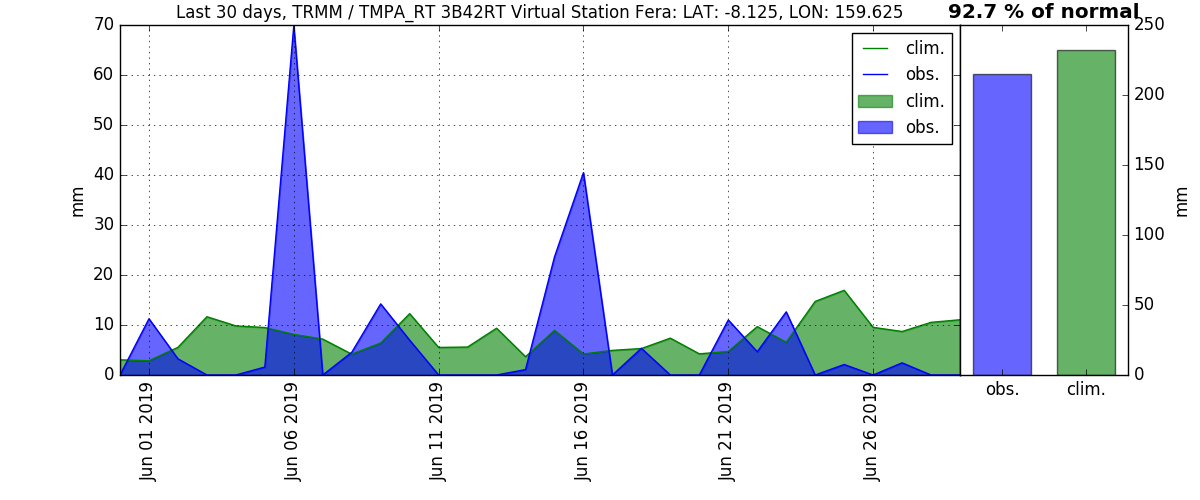 Last 30 days, TRMM / TMPA_RT 3B42RT Virtual Station Fera: LAT: -8.125, LON: 159.625
92.7 % of normal
70
60
50
40
30
20
10
0
mm
clim.
obs.
clim.
obs.
Jun 01 2019
Jun 06 2019
Jun 11 2019
Jun 16 2019
Jun 21 2019
Jun 26 2019
250
200
150
100
50
0
mm
obs.
clim.